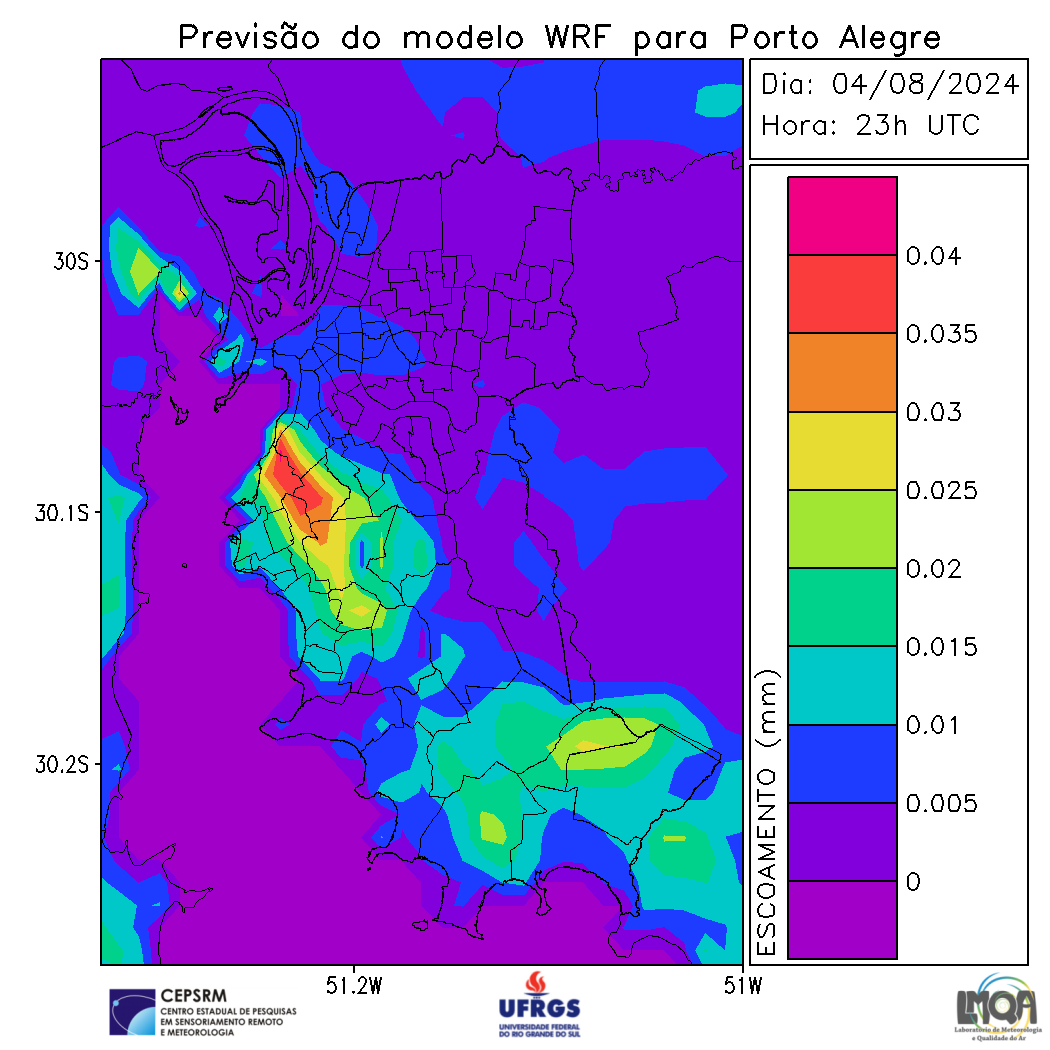 Previsão do modelo WRF para Porto Alegre
Dia: 04/08/2024
Hora: 23h UTC
30S
30.1S
30.2S
51.2W
51W
ESCOAMENTO (mm)
0.04
0.035
0.03
0.025
0.02
0.015
0.01
0.005
0
CEPSRM
CENTRO ESTADUAL DE PESQUISAS
EM SENSORIAMENTO REMOTO
E METEOROLOGIA
UFRGS
UNIVERSIDADE FEDERAL
DO RIO GRANDE DO SUL
LMQA
Laboratório de Meteorologia
e Qualidade do Ar